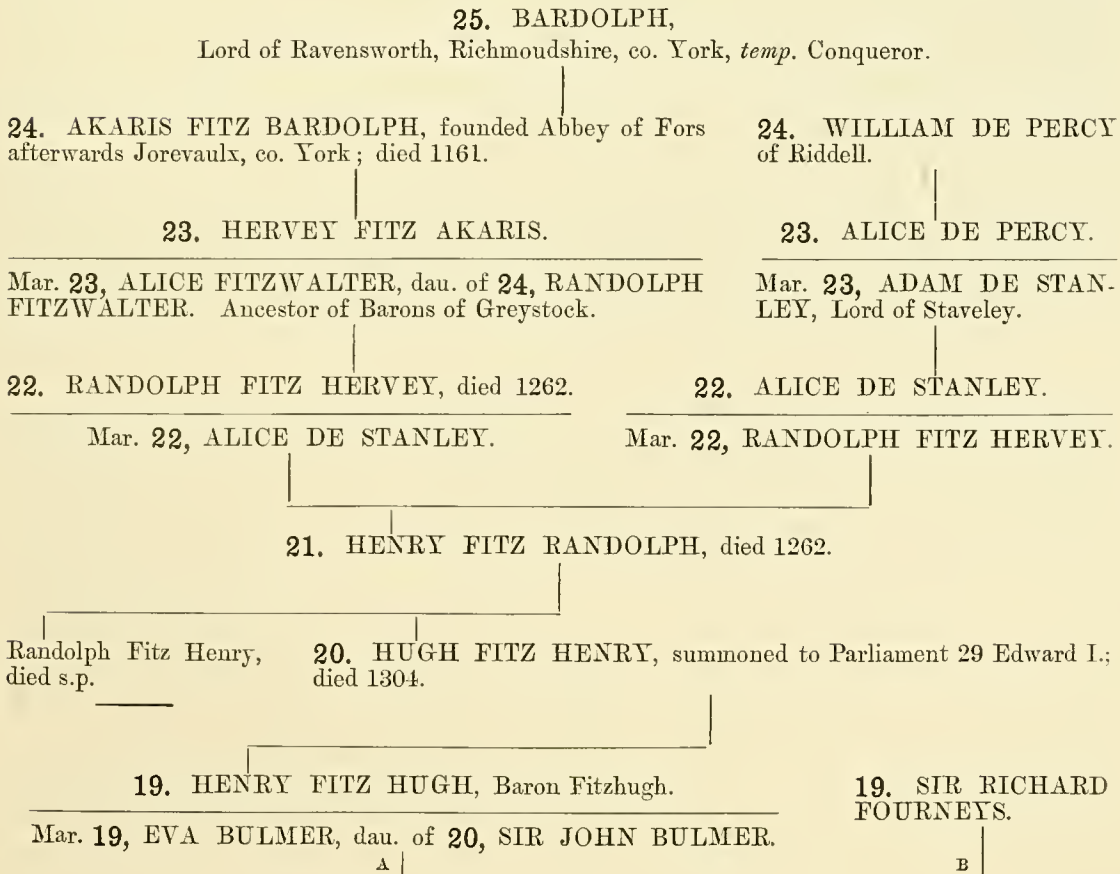 25. BARDOLPH,
Lord of Ravensworth, Richmoudshire, co. York, temp. Conqueror.
24. AKARIS FITZ BARDOLPH, founded Abbey of Fors
afterwards Jorevaulx, co. York; died 1161.
24. WILLIAM DE PERCY
of Riddell.
23. HERVEY FITZ AKARIS.
Mar. 23, ALICE FITZWALTER, dau. of 24, RANDOLPH
FITZWALTER. Ancestor of Barons of Greystock.
23. ALICE DE PERCY.
Mar. 23, ADAM DE STAN-
LEY, Lord of Staveley.
22. RANDOLPH FITZ HERVEY, died 1262.
Mar. 22, ALICE DE STANLEY.
22. ALICE DE STANLEY.
Mar. 22, RANDOLPH FITZ HERVEY.
21. HENRY FITZ RANDOLPH, died 1262.
Randolph Fitz Henry,
died s.p.
20. HUGH FITZ HENRY, summoned to Parliament 29 Edward I.;
died 1304.
19. HENRY FITZ HUGH, Baron Fitzhugh.
Mar. 19, EVA BULMER, dau. of 20, SIR JOHN BULMER.
A
19. SIR RICHARD
FOURNEYS.
B